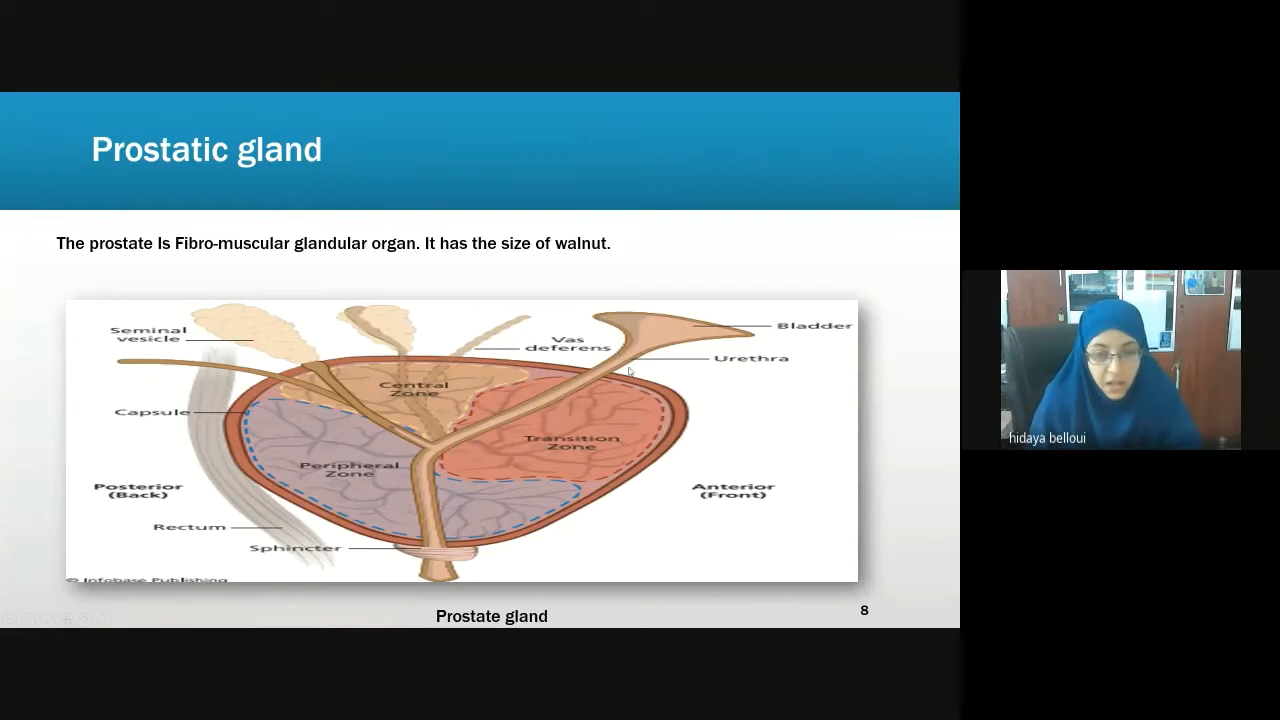 Prostatic gland
The prostate Is Fibro-muscular glandular organ. It has the size of walnut.
Seminal
vesicle
Vas
deferens
Bladder
Urethra
Central
Zone
Capsule
Transition
Zone
Peripheral
Zone
Posterior
(Back)
Anterior
(Front)
Rectum
Sphincter
© Infobase Publishing
Prostate gland
8
hidaya belloui